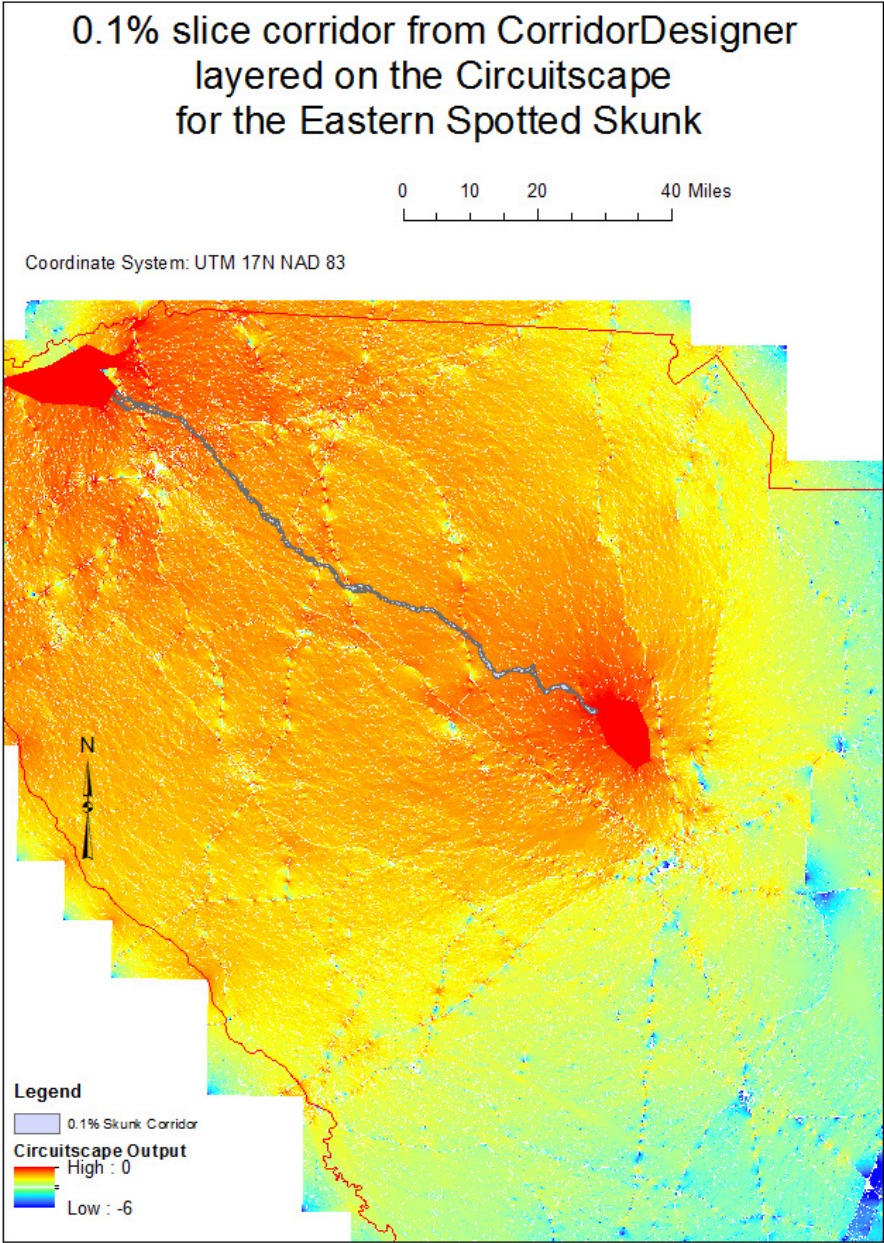 0.1% slice corridor from CorridorDesigner
layered on the Circuitscape
for the Eastern Spotted Skunk
0 10 20 40 Miles
Coordinate System: UTM 17N NAD 83
N
Legend
0.1% Skunk Corridor
Circuitscape Output
High : 0
Low : -6